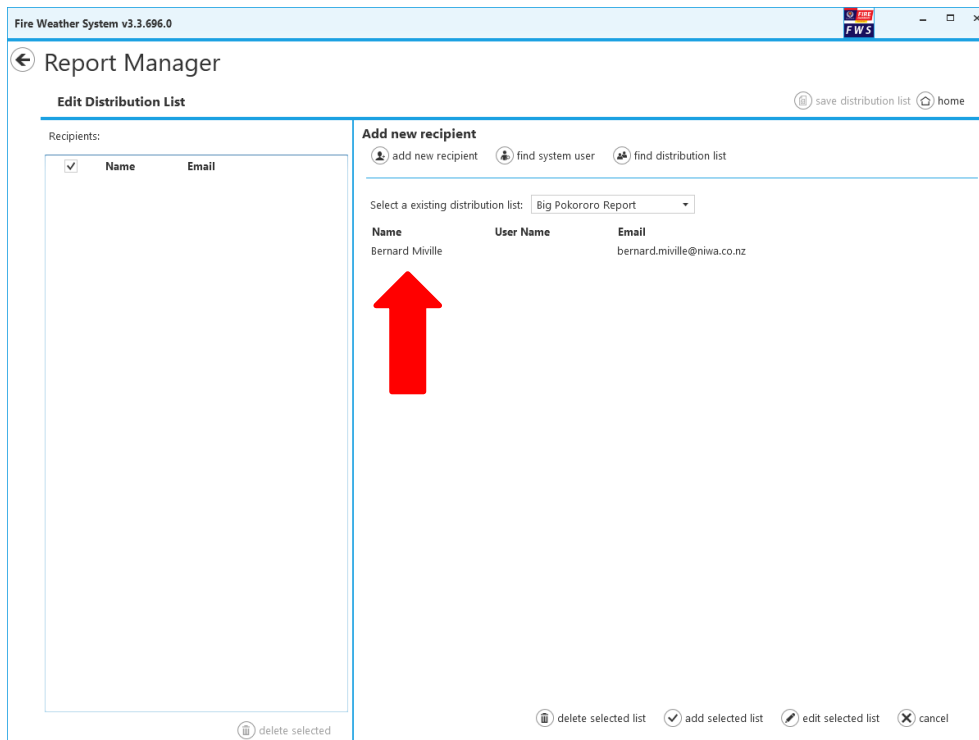 Fire Weather System v3.3.696.0
FIRE
FWS
Report Manager
Edit Distribution List
save distribution list
home
Recipients:
Name Email
delete selected
Add new recipient
add new recipient find system user find distribution list
Select a existing distribution list: Big Pokororo Report
Name User Name Email
Bernard Miville bernard.miville@niwa.co.nz
delete selected list add selected list edit selected list cancel